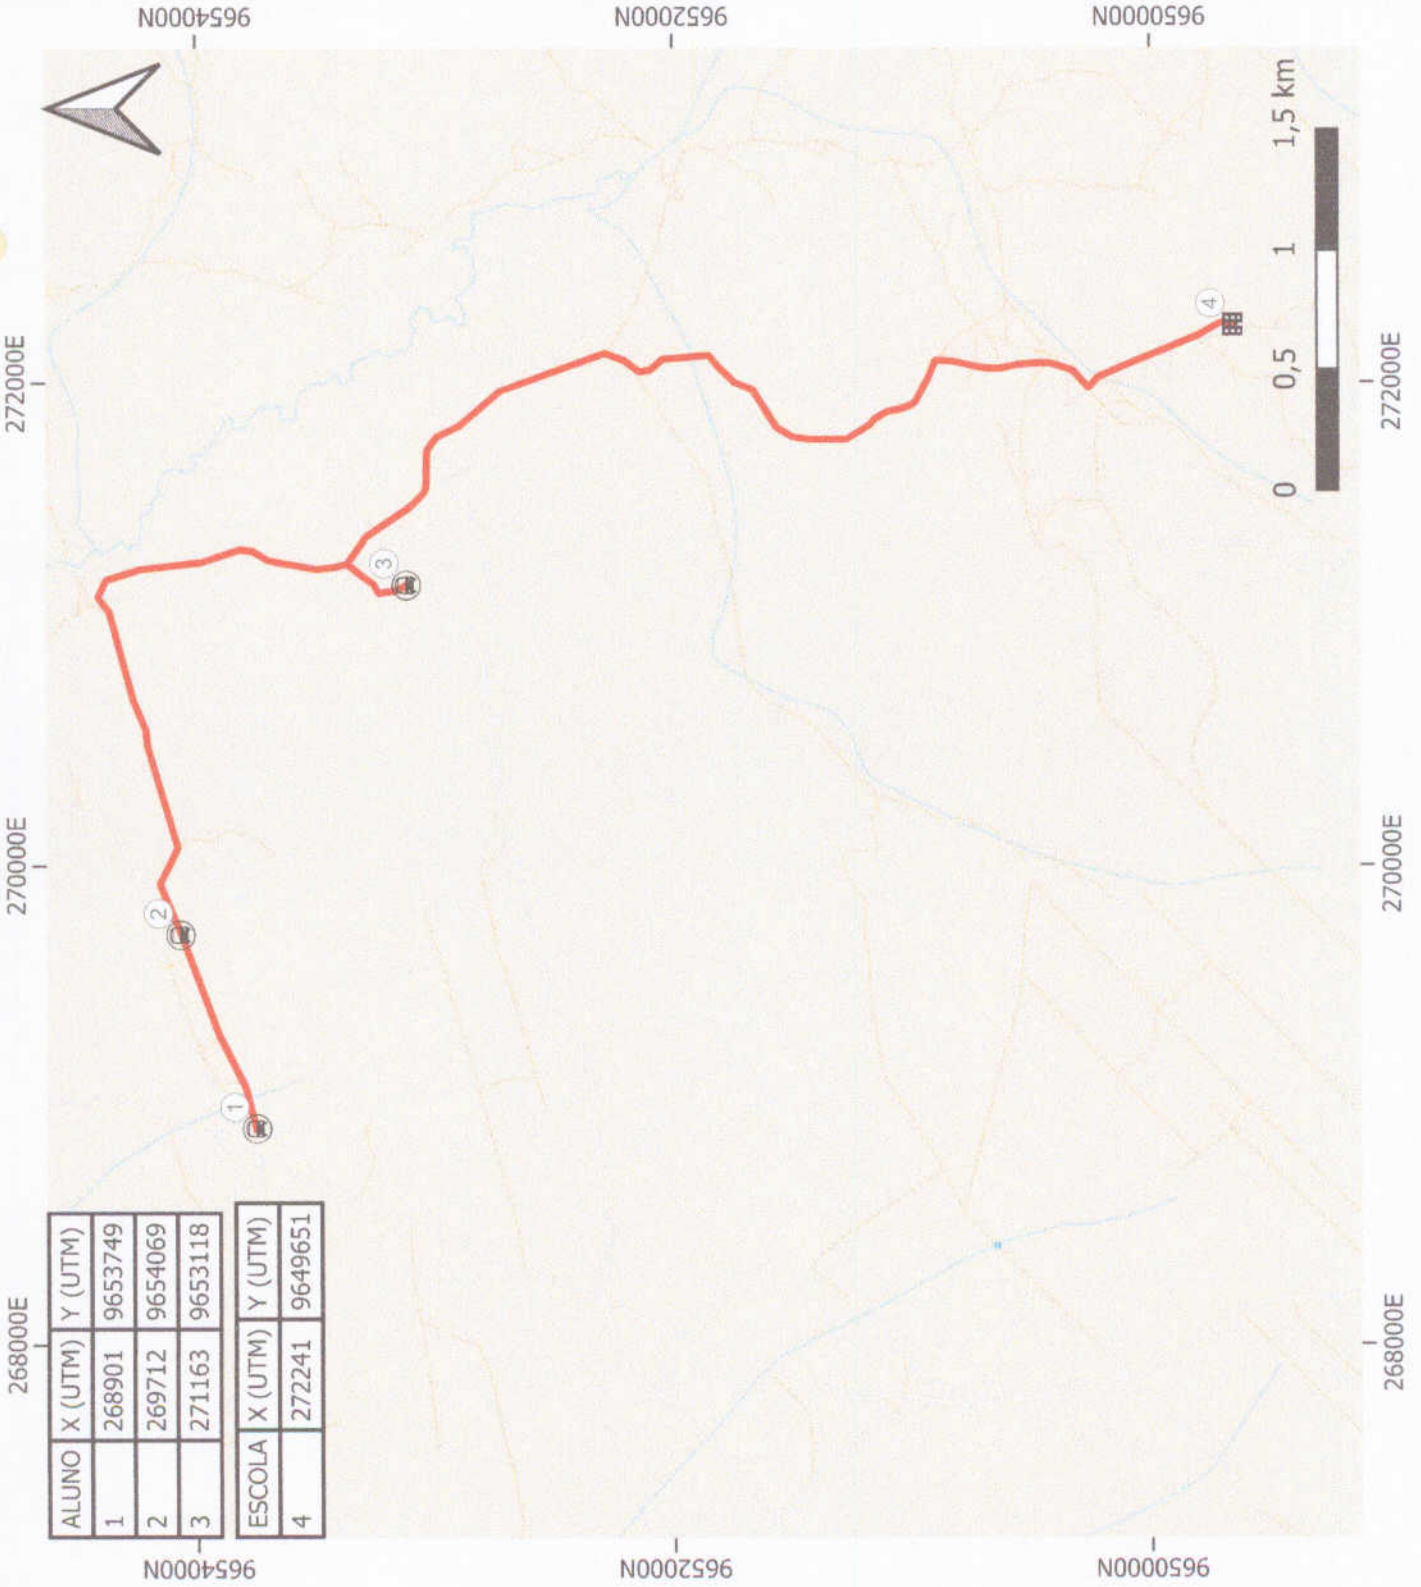 268000E 270000E 272000E
9654000N 9654000N
ALUNO X (UTM) Y (UTM)
1 268901 9653749
2 269712 9654069
3 271163 9653118
ESCOLA X (UTM) Y (UTM)
4 272241 9649651
1
2
3
9652000N 9652000N
4
9650000N 9650000N
0 0,5 1 1,5 km
268000E 270000E 272000E